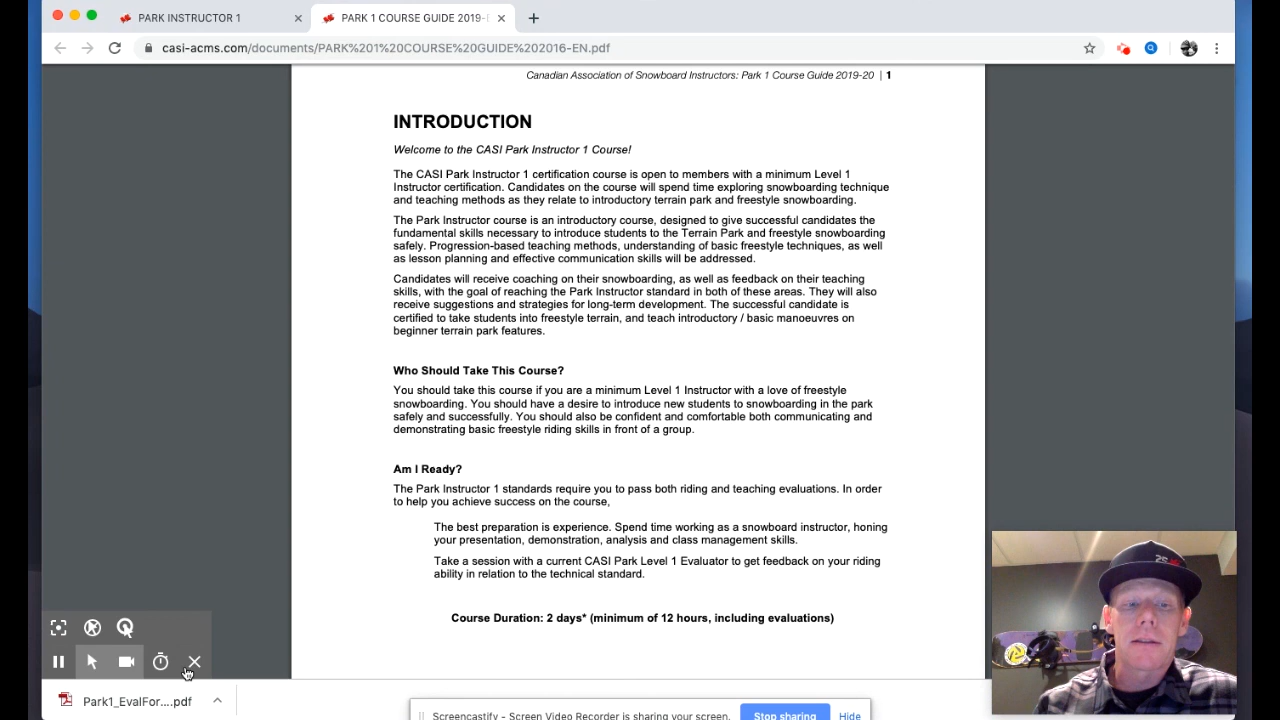 PARK INSTRUCTOR 1
PARK 1 COURSE GUIDE 2019-
casi-acms.com/documents/PARK%201%20COURSE%20GUIDE%202016-EN.pdf
Canadian Association of Snowboard Instructors: Park 1 Course Guide 2019-20 | 1
INTRODUCTION
Welcome to the CASI Park Instructor 1 Course!
The CASI Park Instructor 1 certification course is open to members with a minimum Level 1
Instructor certification. Candidates on the course will spend time exploring snowboarding technique
and teaching methods as they relate to introductory terrain park and freestyle snowboarding.
The Park Instructor course is an introductory course, designed to give successful candidates the
fundamental skills necessary to introduce students to the Terrain Park and freestyle snowboarding
safely. Progression-based teaching methods, understanding of basic freestyle techniques, as well
as lesson planning and effective communication skills will be addressed.
Candidates will receive coaching on their snowboarding, as well as feedback on their teaching
skills, with the goal of reaching the Park Instructor standard in both of these areas. They will also
receive suggestions and strategies for long-term development. The successful candidate is
certified to take students into freestyle terrain, and teach introductory / basic manoeuvres on
beginner terrain park features.
Who Should Take This Course?
You should take this course if you are a minimum Level 1 Instructor with a love of freestyle
snowboarding. You should have a desire to introduce new students to snowboarding in the park
safely and successfully. You should also be confident and comfortable both communicating and
demonstrating basic freestyle riding skills in front of a group.
Am I Ready?
The Park Instructor 1 standards require you to pass both riding and teaching evaluations. In order
to help you achieve success on the course,
The best preparation is experience. Spend time working as a snowboard instructor, honing
your presentation, demonstration, analysis and class management skills.
Take a session with a current CASI Park Level 1 Evaluator to get feedback on your riding
ability in relation to the technical standard.
Course Duration: 2 days* (minimum of 12 hours, including evaluations)
Park1_EvalFor....pdf
Screencastify - Screen Video Recorder is sharing your screen.
Stop sharing
Hide